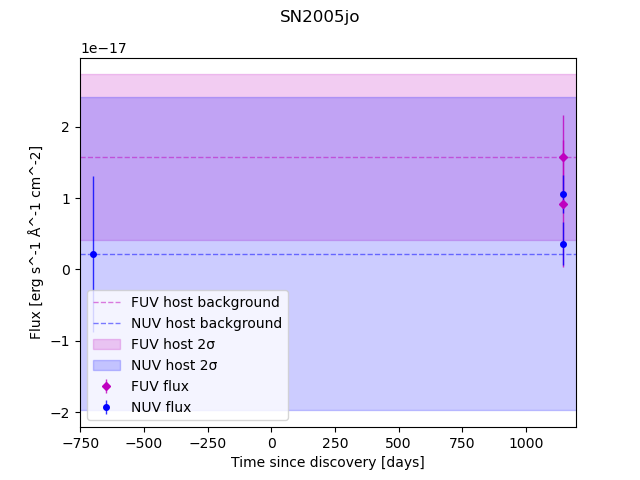 SN2005jo
1e−17
2
1
0
−1
−2
Flux [erg s^-1 Å^-1 cm^-2]
FUV host background
NUV host background
FUV host 2σ
NUV host 2σ
FUV flux
NUV flux
−750
−500
−250
0
250
500
750
1000
Time since discovery [days]